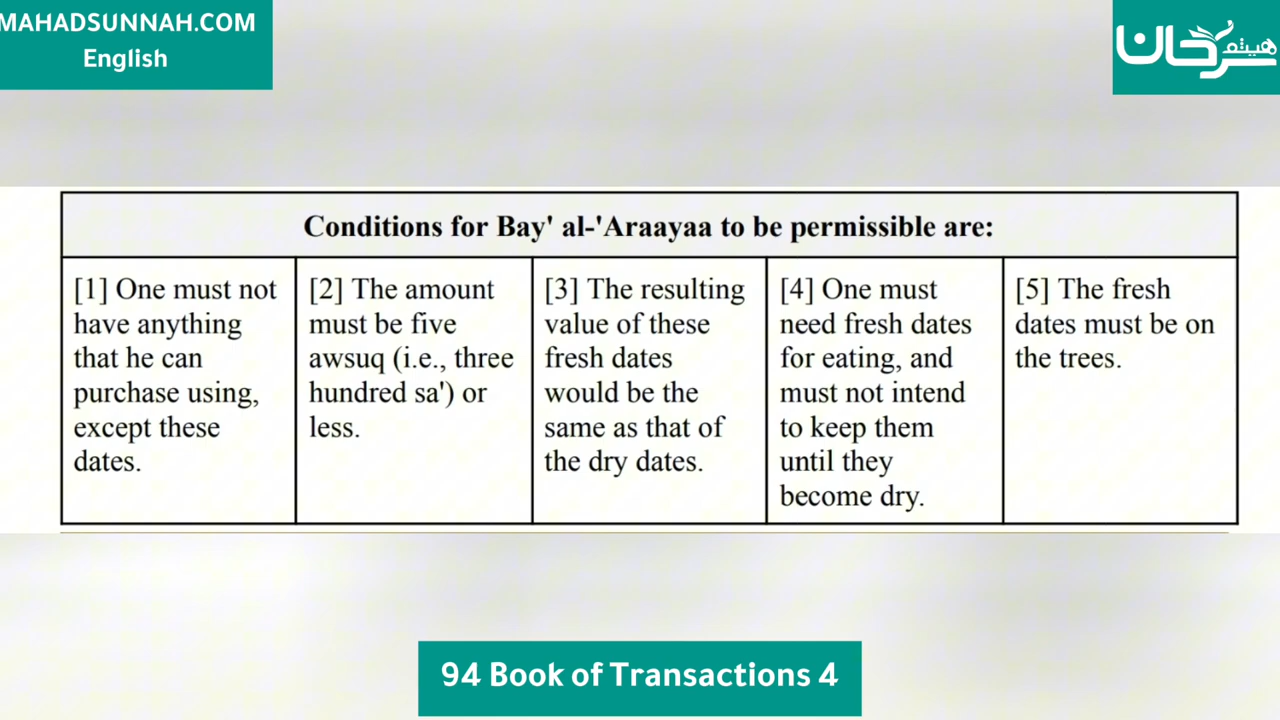 MAHADSUNNAH.COM
English
هيثم
سرحان
Conditions for Bay' al-'Araayaa to be permissible are:
[1] One must not
have anything
that he can
purchase using,
except these
dates.
[2] The amount
must be five
awsuq (i.e., three
hundred sa') or
less.
[3] The resulting
value of these
fresh dates
would be the
same as that of
the dry dates.
[4] One must
need fresh dates
for eating, and
must not intend
to keep them
until they
become dry.
[5] The fresh
dates must be on
the trees.
94 Book of Transactions 4